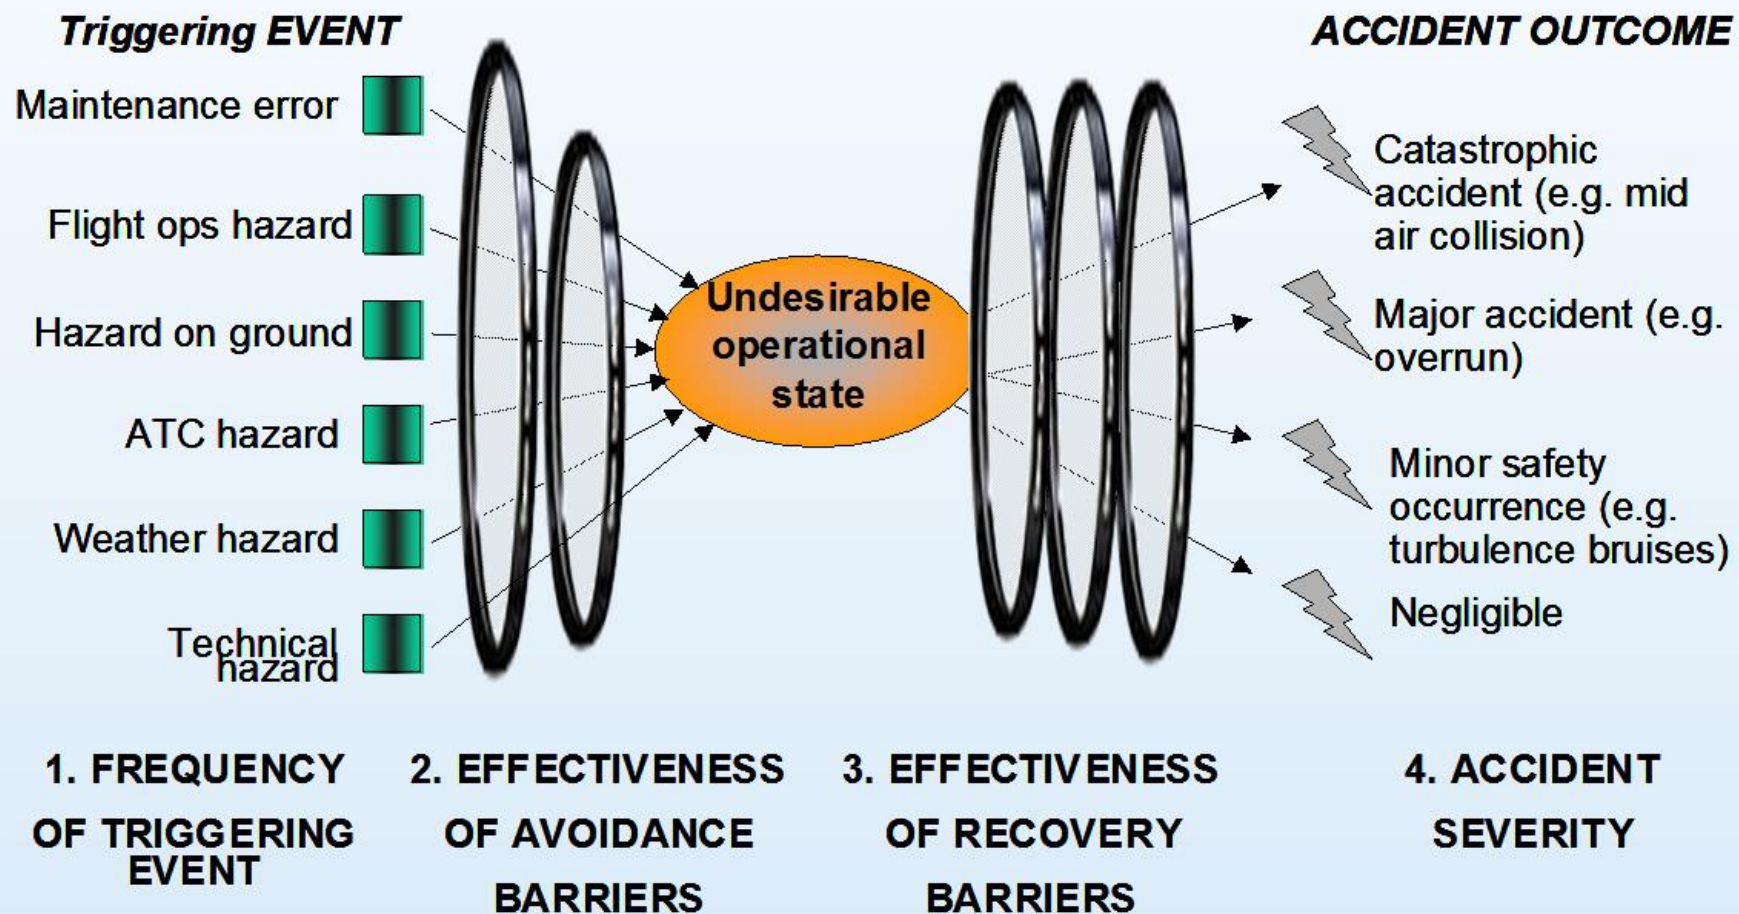 Triggering EVENT
ACCIDENT OUTCOME
Maintenance error
Flight ops hazard
Hazard on ground
ATC hazard
Weather hazard
Technical
hazard
Undesirable
operational
state
Catastrophic
accident (e.g. mid
air collision)
Major accident (e.g.
overrun)
Minor safety
occurrence (e.g.
turbulence bruises)
Negligible
1. FREQUENCY
OF TRIGGERING
EVENT
2. EFFECTIVENESS
OF AVOIDANCE
BARRIERS
3. EFFECTIVENESS
OF RECOVERY
BARRIERS
4. ACCIDENT
SEVERITY